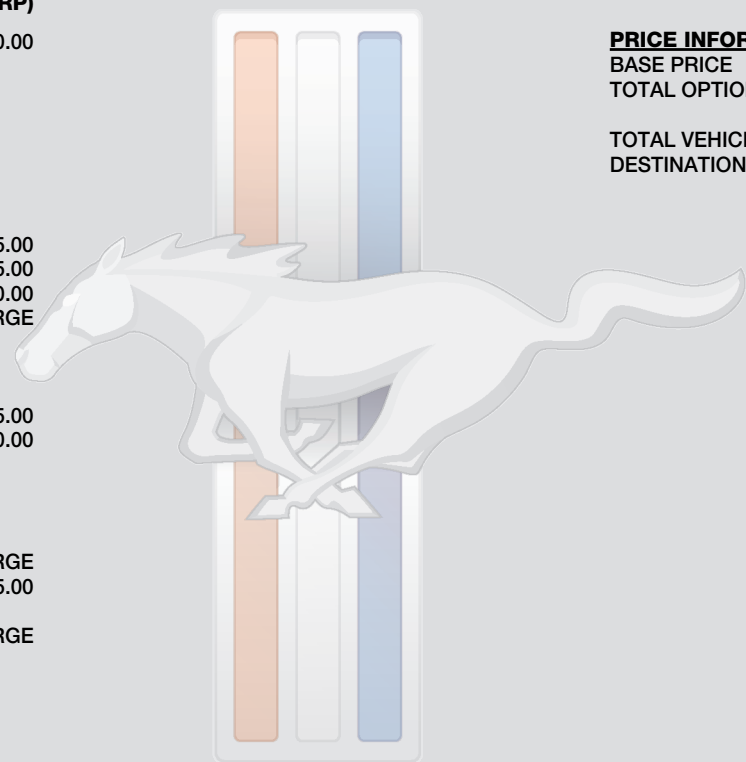 RP)
0.00
5.00
5.00
0.00
RGE
5.00
0.00
RGE
5.00
RGE
PRICE INFOR
BASE PRICE
TOTAL OPTIO
TOTAL VEHICL
DESTINATION